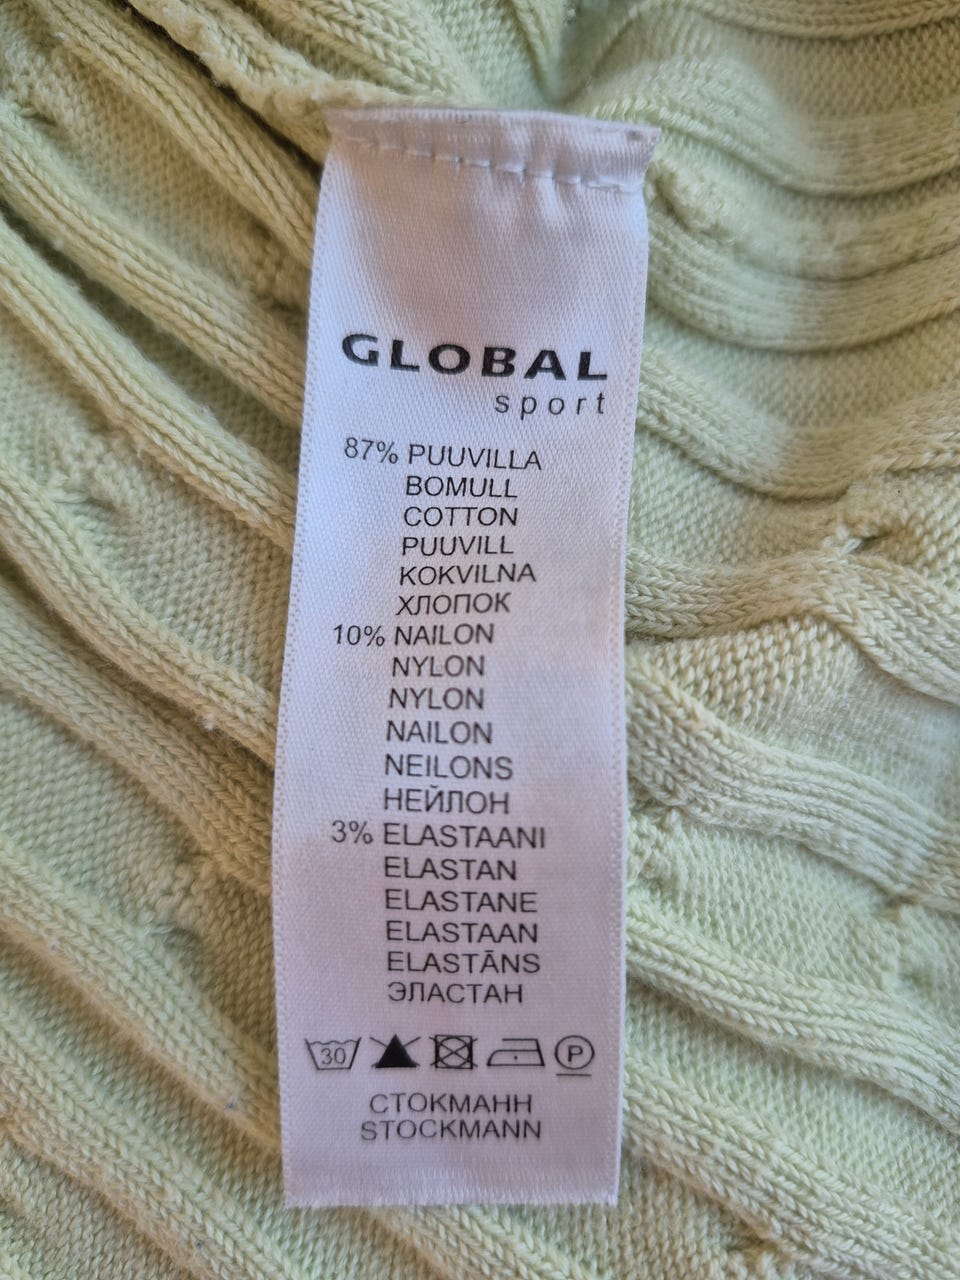 GLOBAL
sport
87% PUUVILLA
BOMULL
COTTON
PUUVILL
KOKVILNA
ХЛОПОК
10% NAILON
NYLON
NYLON
NAILON
NEILONS
НЕЙЛОН
3% ELASTAANI
ELASTAN
ELASTANE
ELASTAAN
ELASTĀNS
ЭЛАСТАН
30 P
СТОКМАНН
STOCKMANN